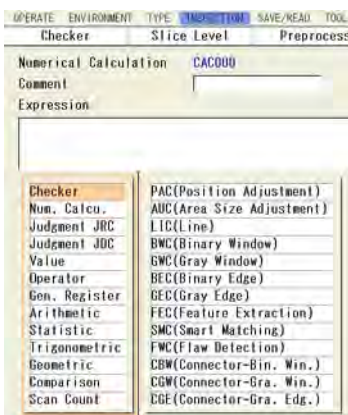 OPERATE ENVIRONMENT TYPE INSPECTION SAVE/READ TOOL
Checker Slice Level Preprocess
Numerical Calculation CAC000
Comment
Expression
Checker PAC(Position Adjustment)
Num. Calcu. AUC(Area Size Adjustment)
Judgment JRC LIC(Line)
Judgment JDC BWC(Binary Window)
Value GWC(Gray Window)
Operator BEC(Binary Edge)
Gen. Register GEC(Gray Edge)
Arithmetic FEC(Feature Extraction)
Statistic SMC(Smart Matching)
Trigonometric FWC(Flaw Detection)
Geometric CBW(Connector-Bin. Win.)
Comparison CGW(Connector-Gra. Win.)
Scan Count CGE(Connector-Gra. Edg.)